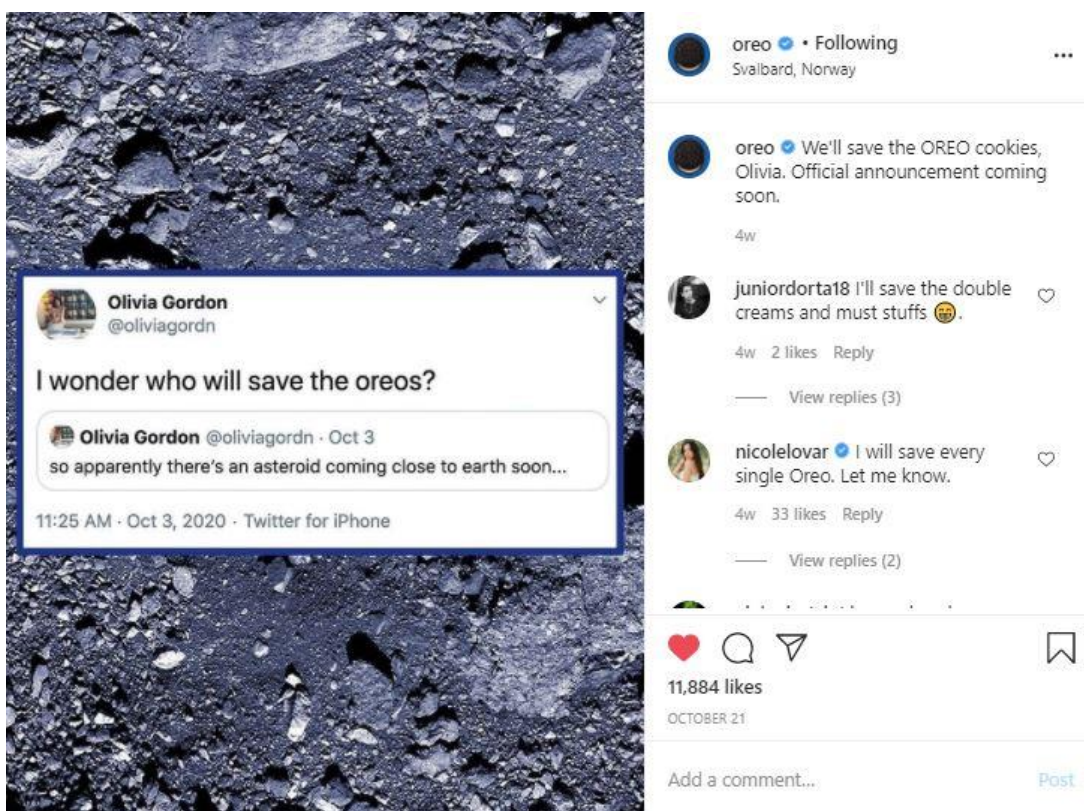 Olivia Gordon
@oliviagordn
I wonder who will save the oreos?
Olivia Gordon @oliviagordn · Oct 3
so apparently there's an asteroid coming close to earth soon...
11:25 AM · Oct 3, 2020 · Twitter for iPhone
oreo • Following
Svalbard, Norway
oreo We'll save the OREO cookies,
Olivia. Official announcement coming
soon.
4w
juniordorta18 I'll save the double
creams and must stuffs 😁.
4w 2 likes Reply
View replies (3)
nicolelovar I will save every
single Oreo. Let me know.
4w 33 likes Reply
View replies (2)
11,884 likes
OCTOBER 21
Add a comment... Post